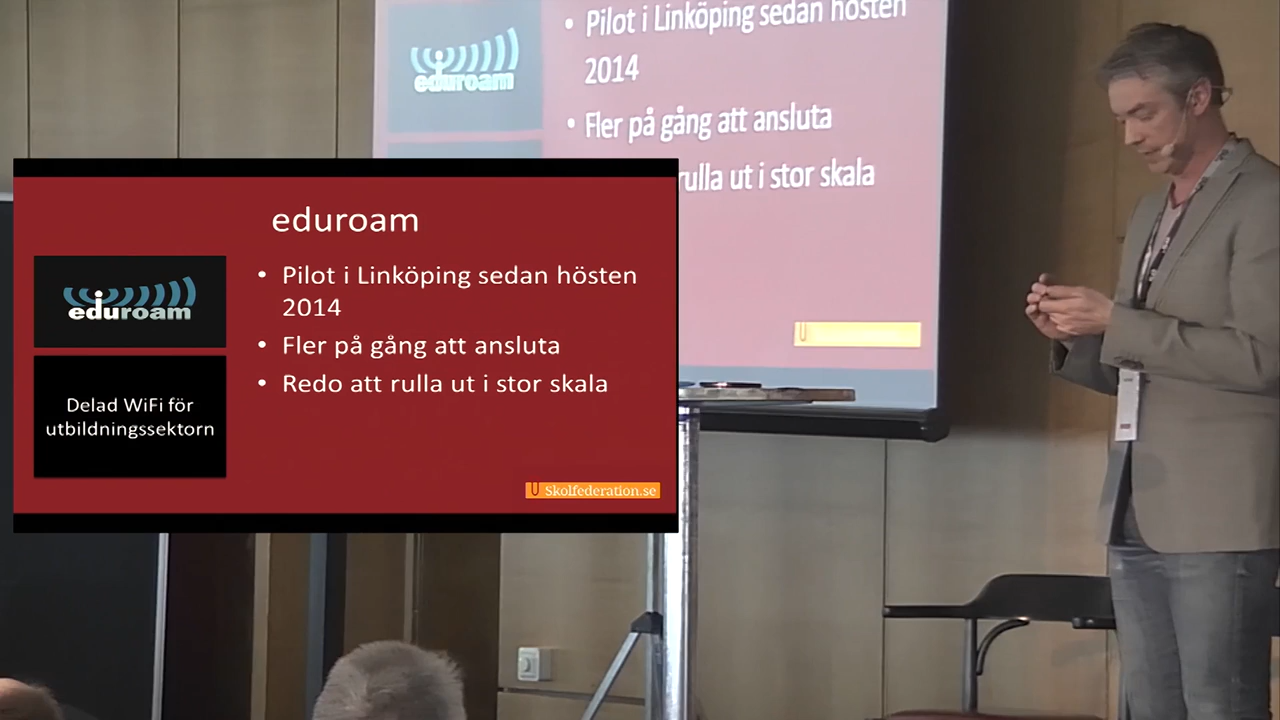 eduroam
Pilot i Linköping sedan hösten
2014
Fler på gång att ansluta
rulla ut i stor skala
eduroam
eduroam
Delad WiFi för
utbildningssektorn
• Pilot i Linköping sedan hösten
2014
• Fler på gång att ansluta
• Redo att rulla ut i stor skala
Skolfederation.se